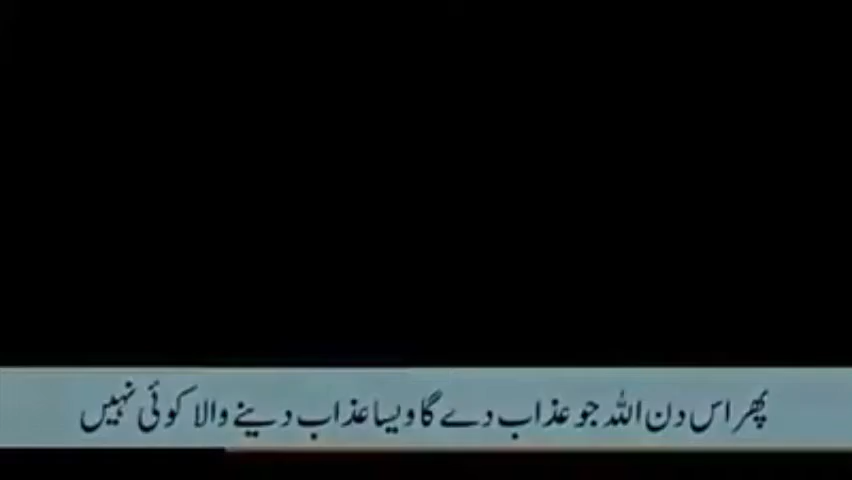 پھر اس دن اللہ جو عذاب دے گا ویسا عذاب دینے والا کوئی نہیں